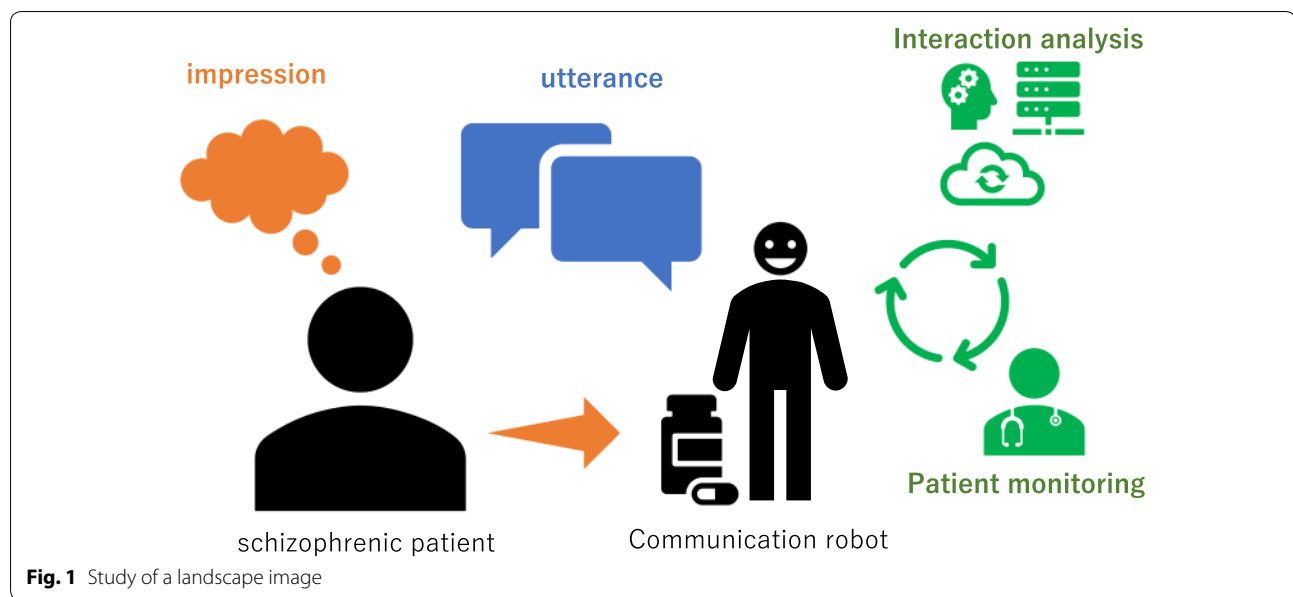 impression
utterance
Interaction analysis
Patient monitoring
schizophrenic patient
Communication robot
Fig. 1 Study of a landscape image